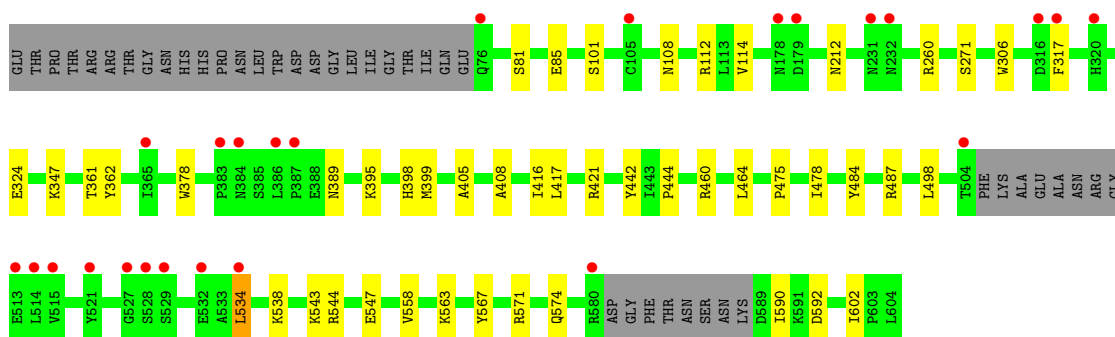 GLU THR PRO THR ARG ARG THR GLY ASN HIS HIS PRO ASN LEU TRP ASP ASP GLY LEU ILE GLY THR ILE GLN GLU Q76 S81 E85 S101 C105 N108 R112 L113 V114 N178 D179 N212 N231 N232 R260 S271 W306 D316 F317 H320
E324 K347 T361 Y362 I365 W378 P383 N384 S385 L386 P387 E388 N389 K395 H398 M399 A405 A408 I416 L417 R421 Y442 I443 P444 R460 L464 P475 I478 Y484 R487 L498 T504 PHE LYS ALA GLU ALA ASN ARG GLY
E513 L514 V515 Y521 G527 S528 S529 E532 A533 L534 K538 K543 R544 E547 V558 K563 Y567 R571 Q574 R580 ASP GLY PHE THR ASN SER ASN LYS D589 I590 K591 D592 I602 P603 L604